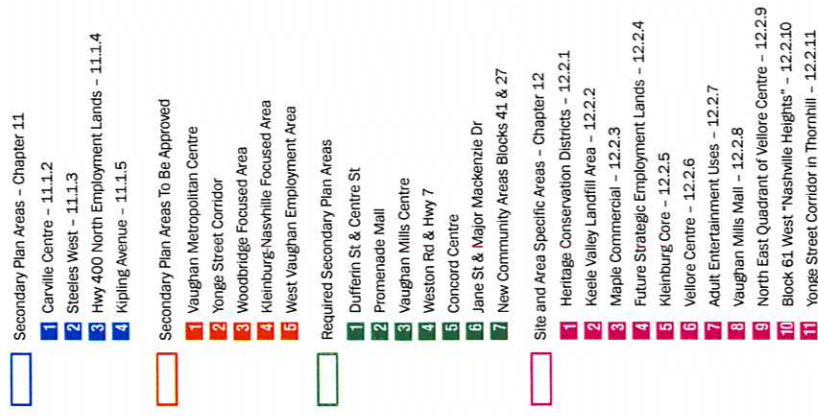 Secondary Plan Areas – Chapter 11
1 Carville Centre – 11.1.2
2 Steeles West – 11.1.3
3 Hwy 400 North Employment Lands – 11.1.4
4 Kipling Avenue – 11.1.5
Secondary Plan Areas To Be Approved
1 Vaughan Metropolitan Centre
2 Yonge Street Corridor
3 Woodbridge Focused Area
4 Kleinburg-Nasvhille Focused Area
5 West Vaughan Employment Area
Required Secondary Plan Areas
1 Dufferin St & Centre St
2 Promenade Mall
3 Vaughan Mills Centre
4 Weston Rd & Hwy 7
5 Concord Centre
6 Jane St & Major Mackenzie Dr
7 New Community Areas Blocks 41 & 27
Site and Area Specific Areas – Chapter 12
1 Heritage Conservation Districts – 12.2.1
2 Keele Valley Landfill Area – 12.2.2
3 Maple Commercial – 12.2.3
4 Future Strategic Employment Lands – 12.2.4
5 Kleinburg Core – 12.2.5
6 Vellore Centre – 12.2.6
7 Adult Entertainment Uses – 12.2.7
8 Vaughan Mills Mall – 12.2.8
9 North East Quadrant of Vellore Centre – 12.2.9
10 Block 61 West "Nashville Heights" – 12.2.10
11 Yonge Street Corridor in Thornhill – 12.2.11